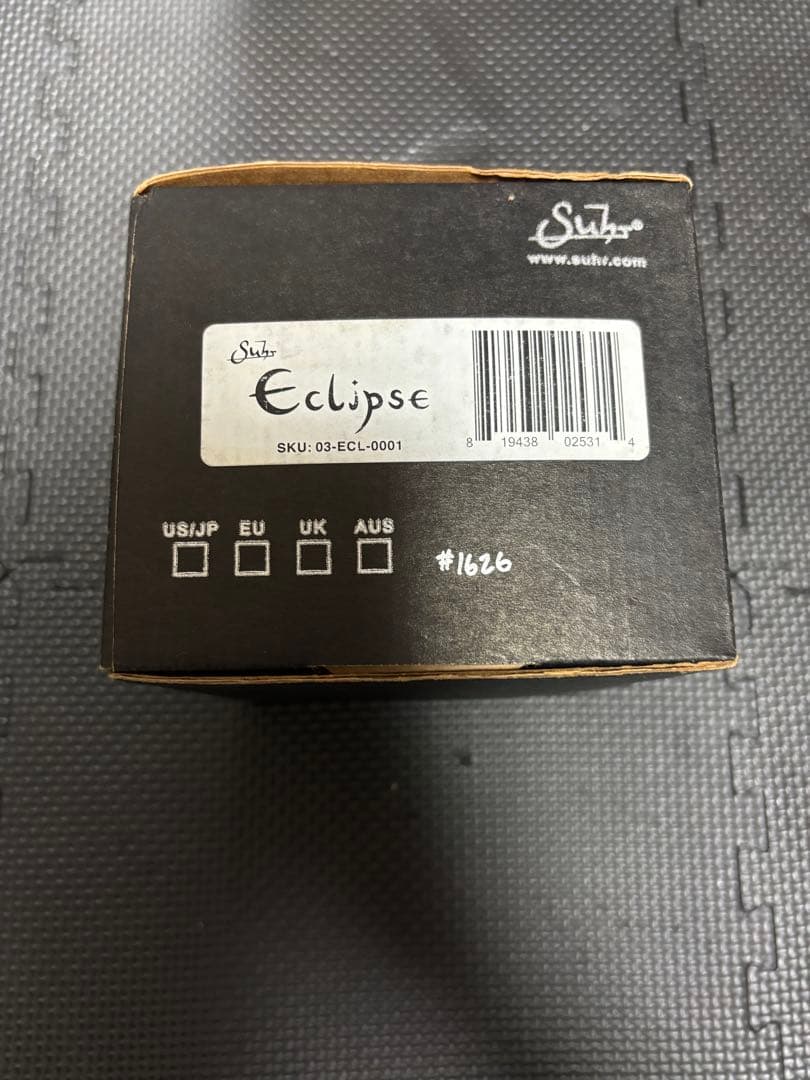 Suhr®
www.suhr.com
Suhr
Eclipse
SKU: 03-ECL-0001
8 19438 02531 4
US/JP EU UK AUS
#1626